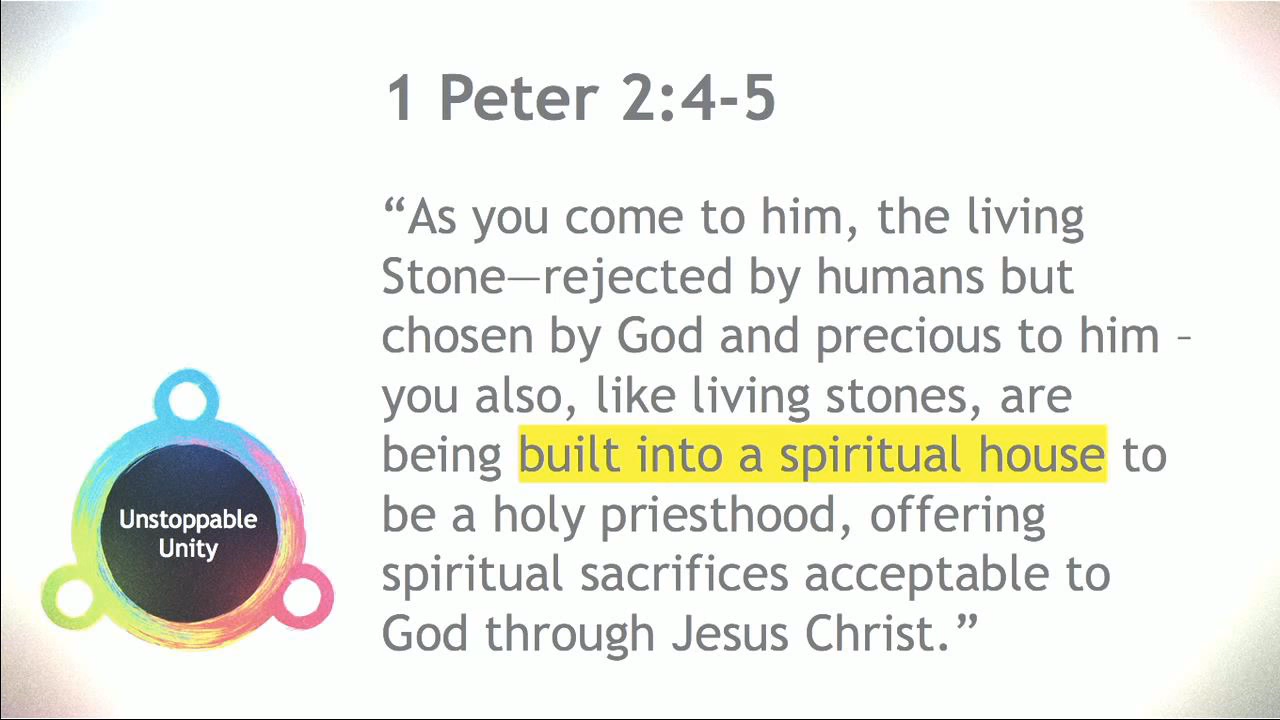 1 Peter 2:4-5
“As you come to him, the living
Stone—rejected by humans but
chosen by God and precious to him –
you also, like living stones, are
being built into a spiritual house to
be a holy priesthood, offering
spiritual sacrifices acceptable to
God through Jesus Christ.”
Unstoppable
Unity